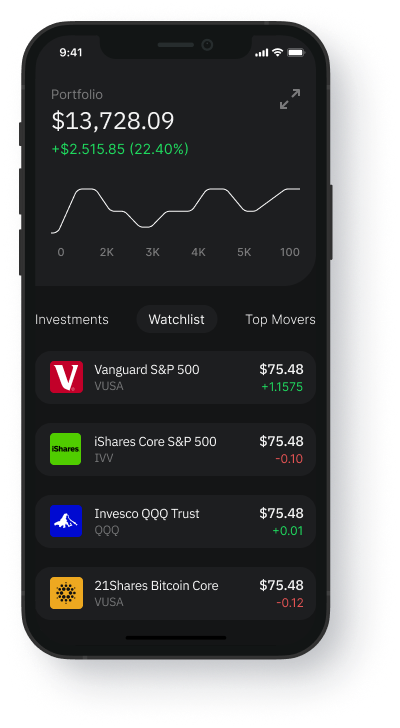 9:41
Portfolio
$13,728.09
+$2.515.85 (22.40%)
0 2K 3K 4K 5K 100
Investments Watchlist Top Movers
Vanguard S&P 500 $75.48
VUSA +1.1575
iShares
iShares Core S&P 500 $75.48
IVV -0.10
Invesco QQQ Trust $75.48
QQQ +0.01
21Shares Bitcoin Core $75.48
VUSA -0.12